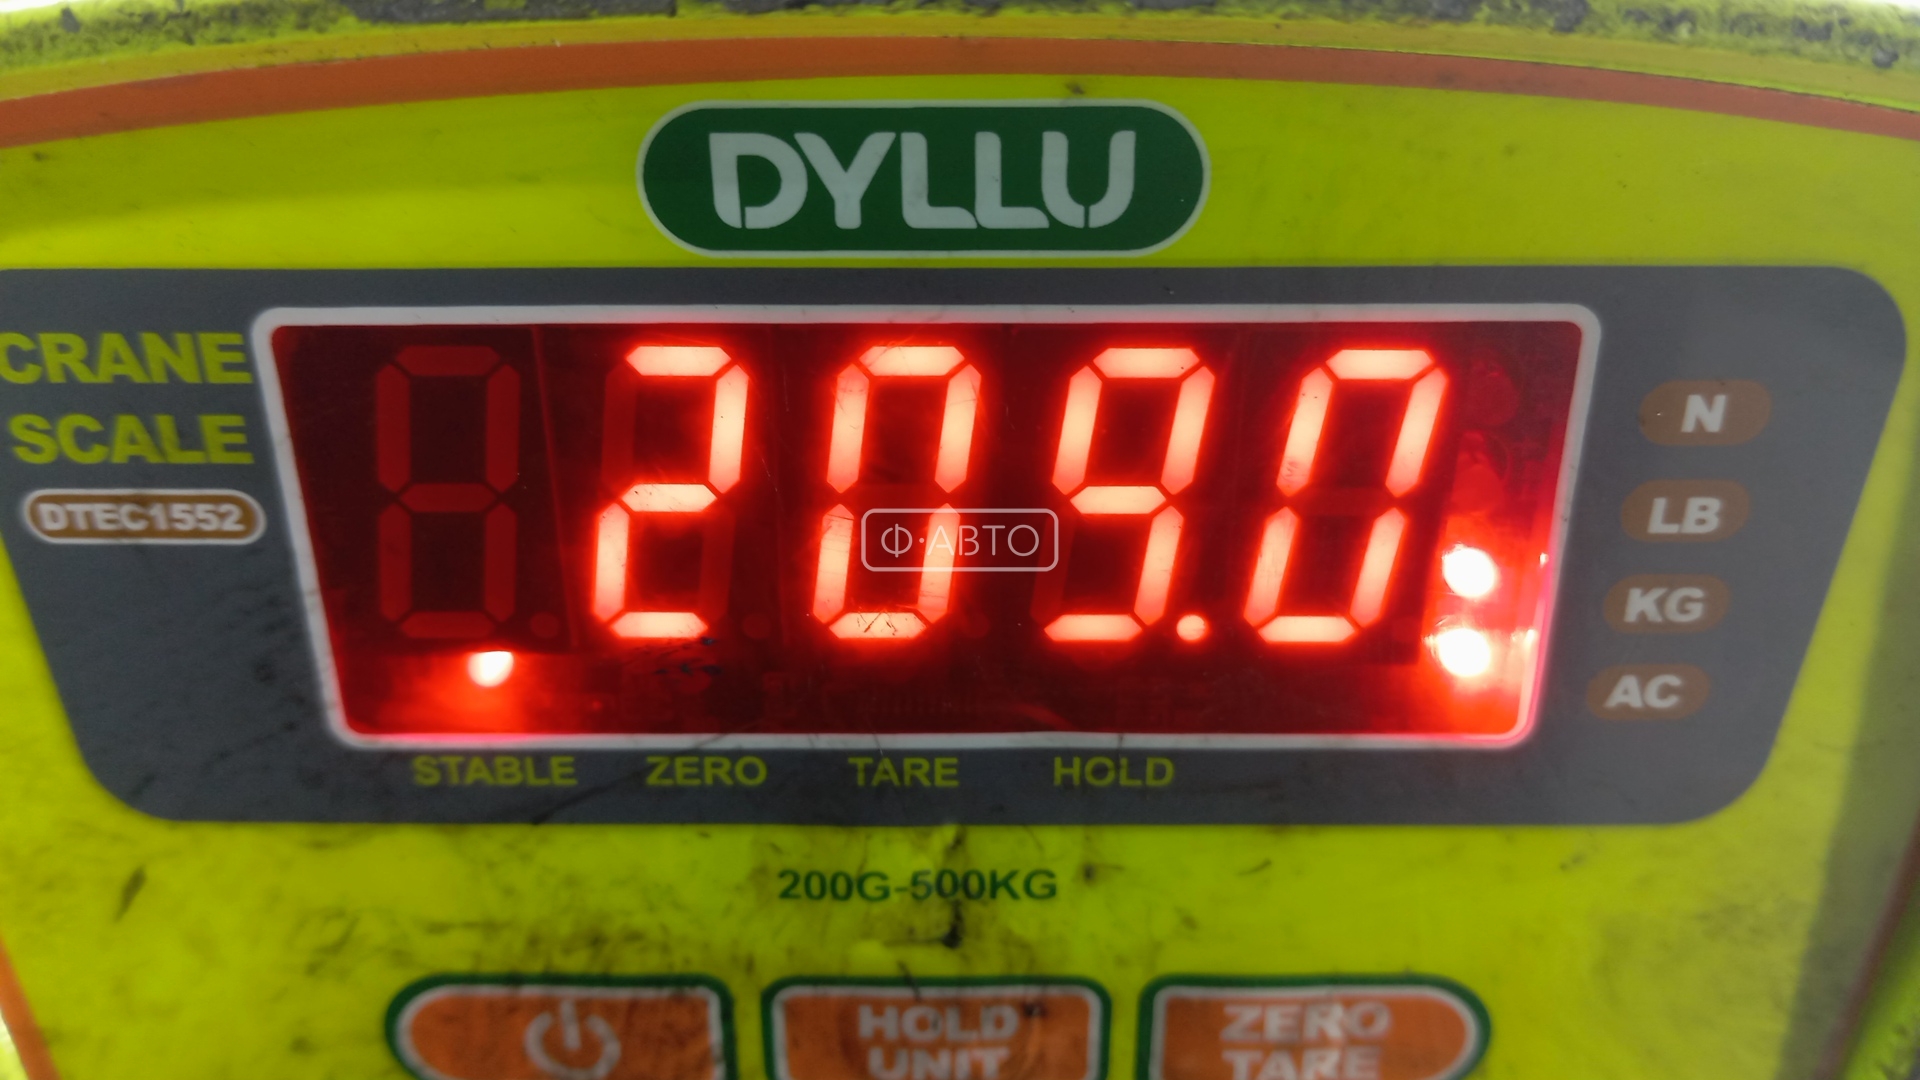 DYLLU
CRANE
SCALE
DTEC1552
209.0
N
LB
KG
AC
Ф·АВТО
STABLE ZERO TARE HOLD
200G-500KG
HOLD
UNIT
ZERO
TARE